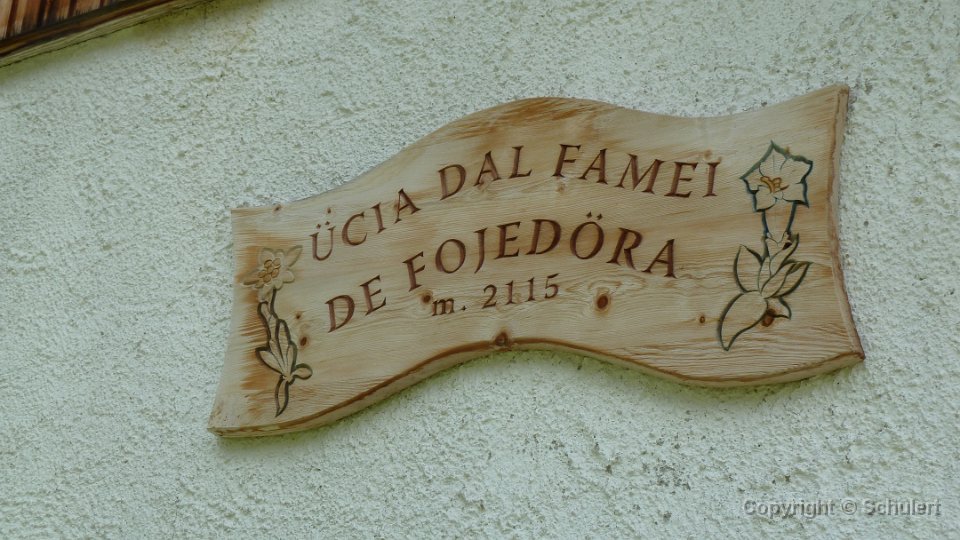 ÜCIA DAL FAMEI
DE FOJEDÖRA
m. 2115
Copyright © Schulert